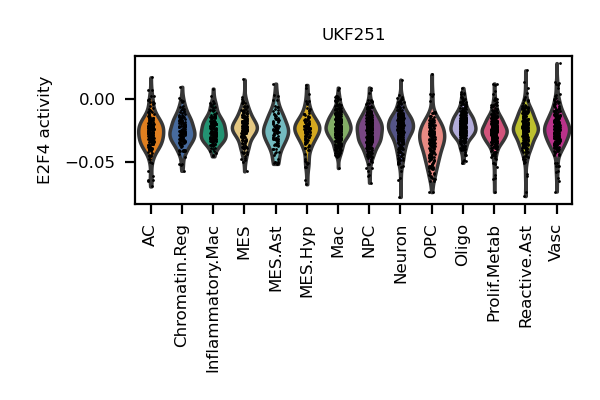 UKF251
E2F4 activity
0.00
−0.05
AC
Chromatin.Reg
Inflammatory.Mac
MES
MES.Ast
MES.Hyp
Mac
NPC
Neuron
OPC
Oligo
Prolif.Metab
Reactive.Ast
Vasc